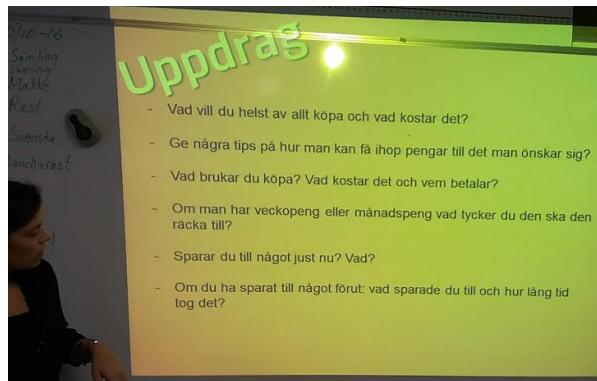 /10-16
Samling
Läsning
Matte
Rast
Svenska
Lunch+rast
Uppdrag
- Vad vill du helst av allt köpa och vad kostar det?
- Ge några tips på hur man kan få ihop pengar till det man önskar sig?
- Vad brukar du köpa? Vad kostar det och vem betalar?
- Om man har veckopeng eller månadspeng vad tycker du den ska den
räcka till?
- Sparar du till något just nu? Vad?
- Om du ha sparat till något förut: vad sparade du till och hur lång tid
tog det?